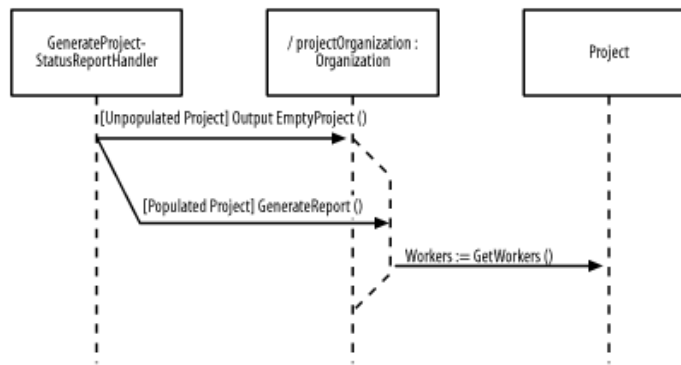 GenerateProject-
StatusReportHandler
/ projectOrganization :
Organization
Project
[Unpopulated Project] Output EmptyProject ()
[Populated Project] GenerateReport ()
Workers := GetWorkers ()